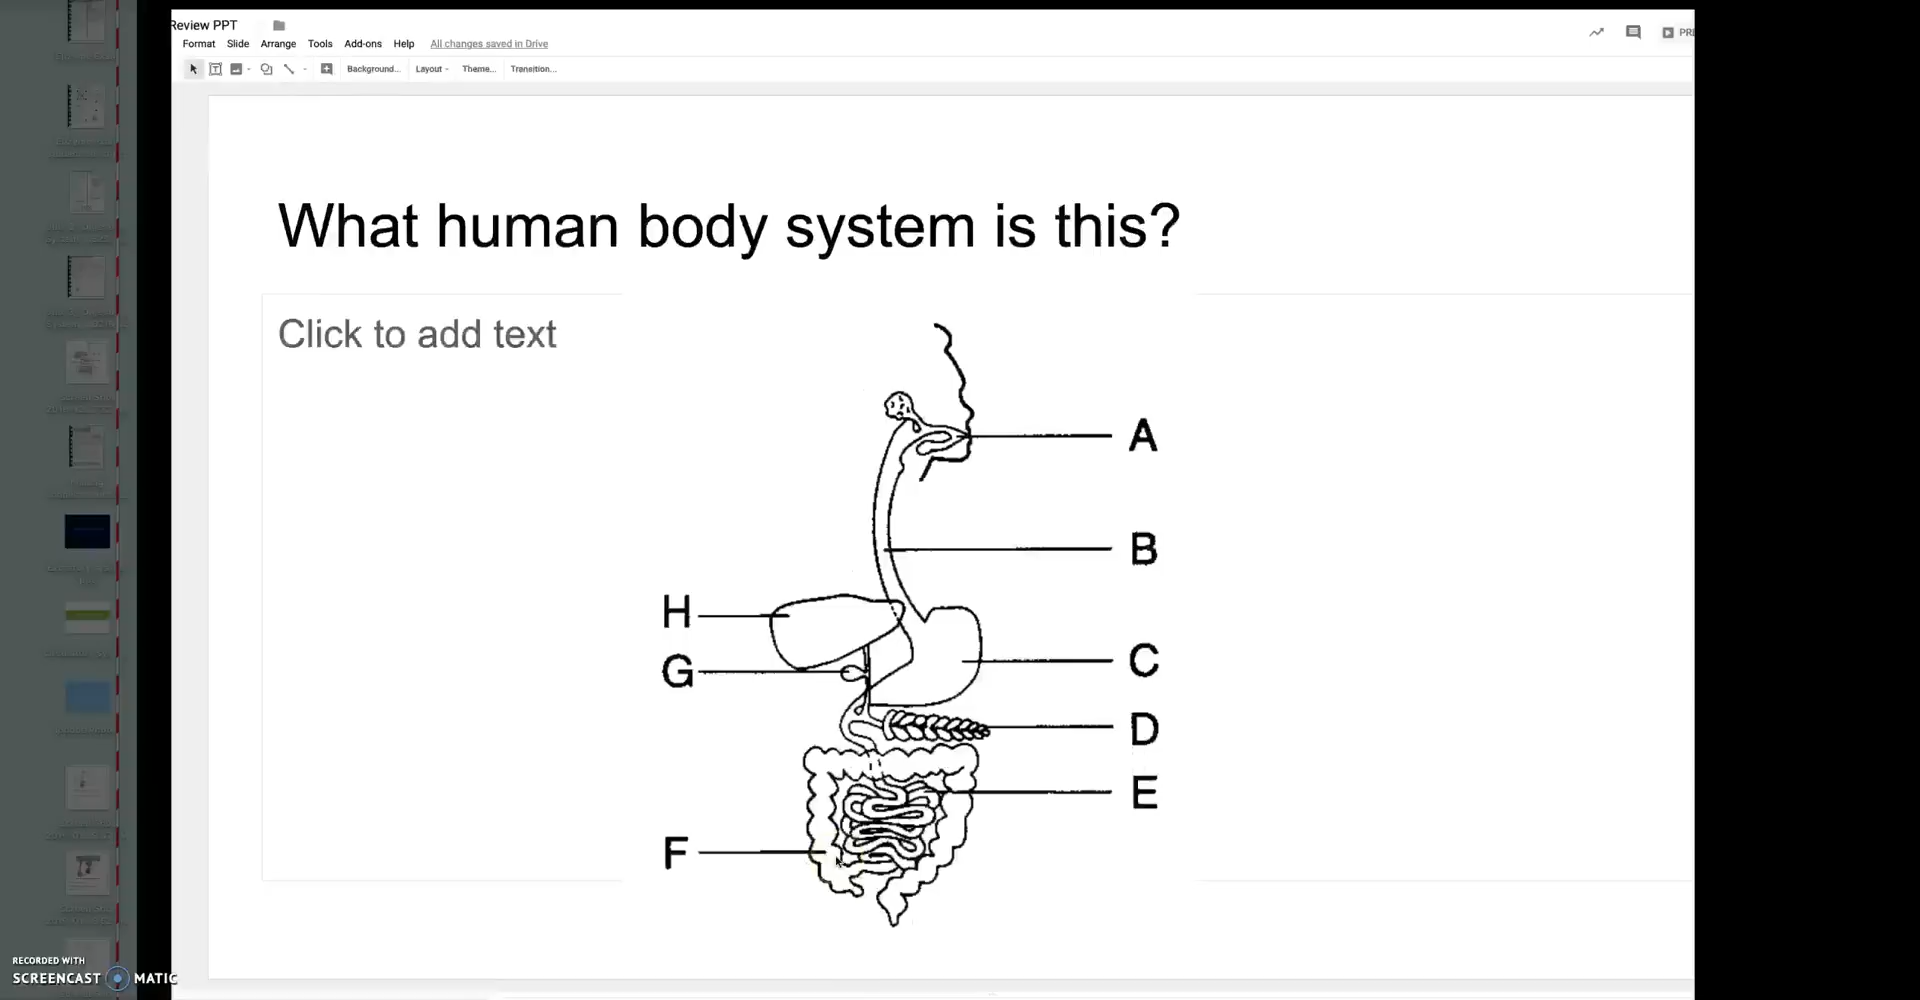 Review PPT
Format Slide Arrange Tools Add-ons Help All changes saved in Drive
Background... Layout Theme... Transition...
What human body system is this?
Click to add text
A
B
H
C
G
D
E
F
RECORDED WITH
SCREENCAST MATIC